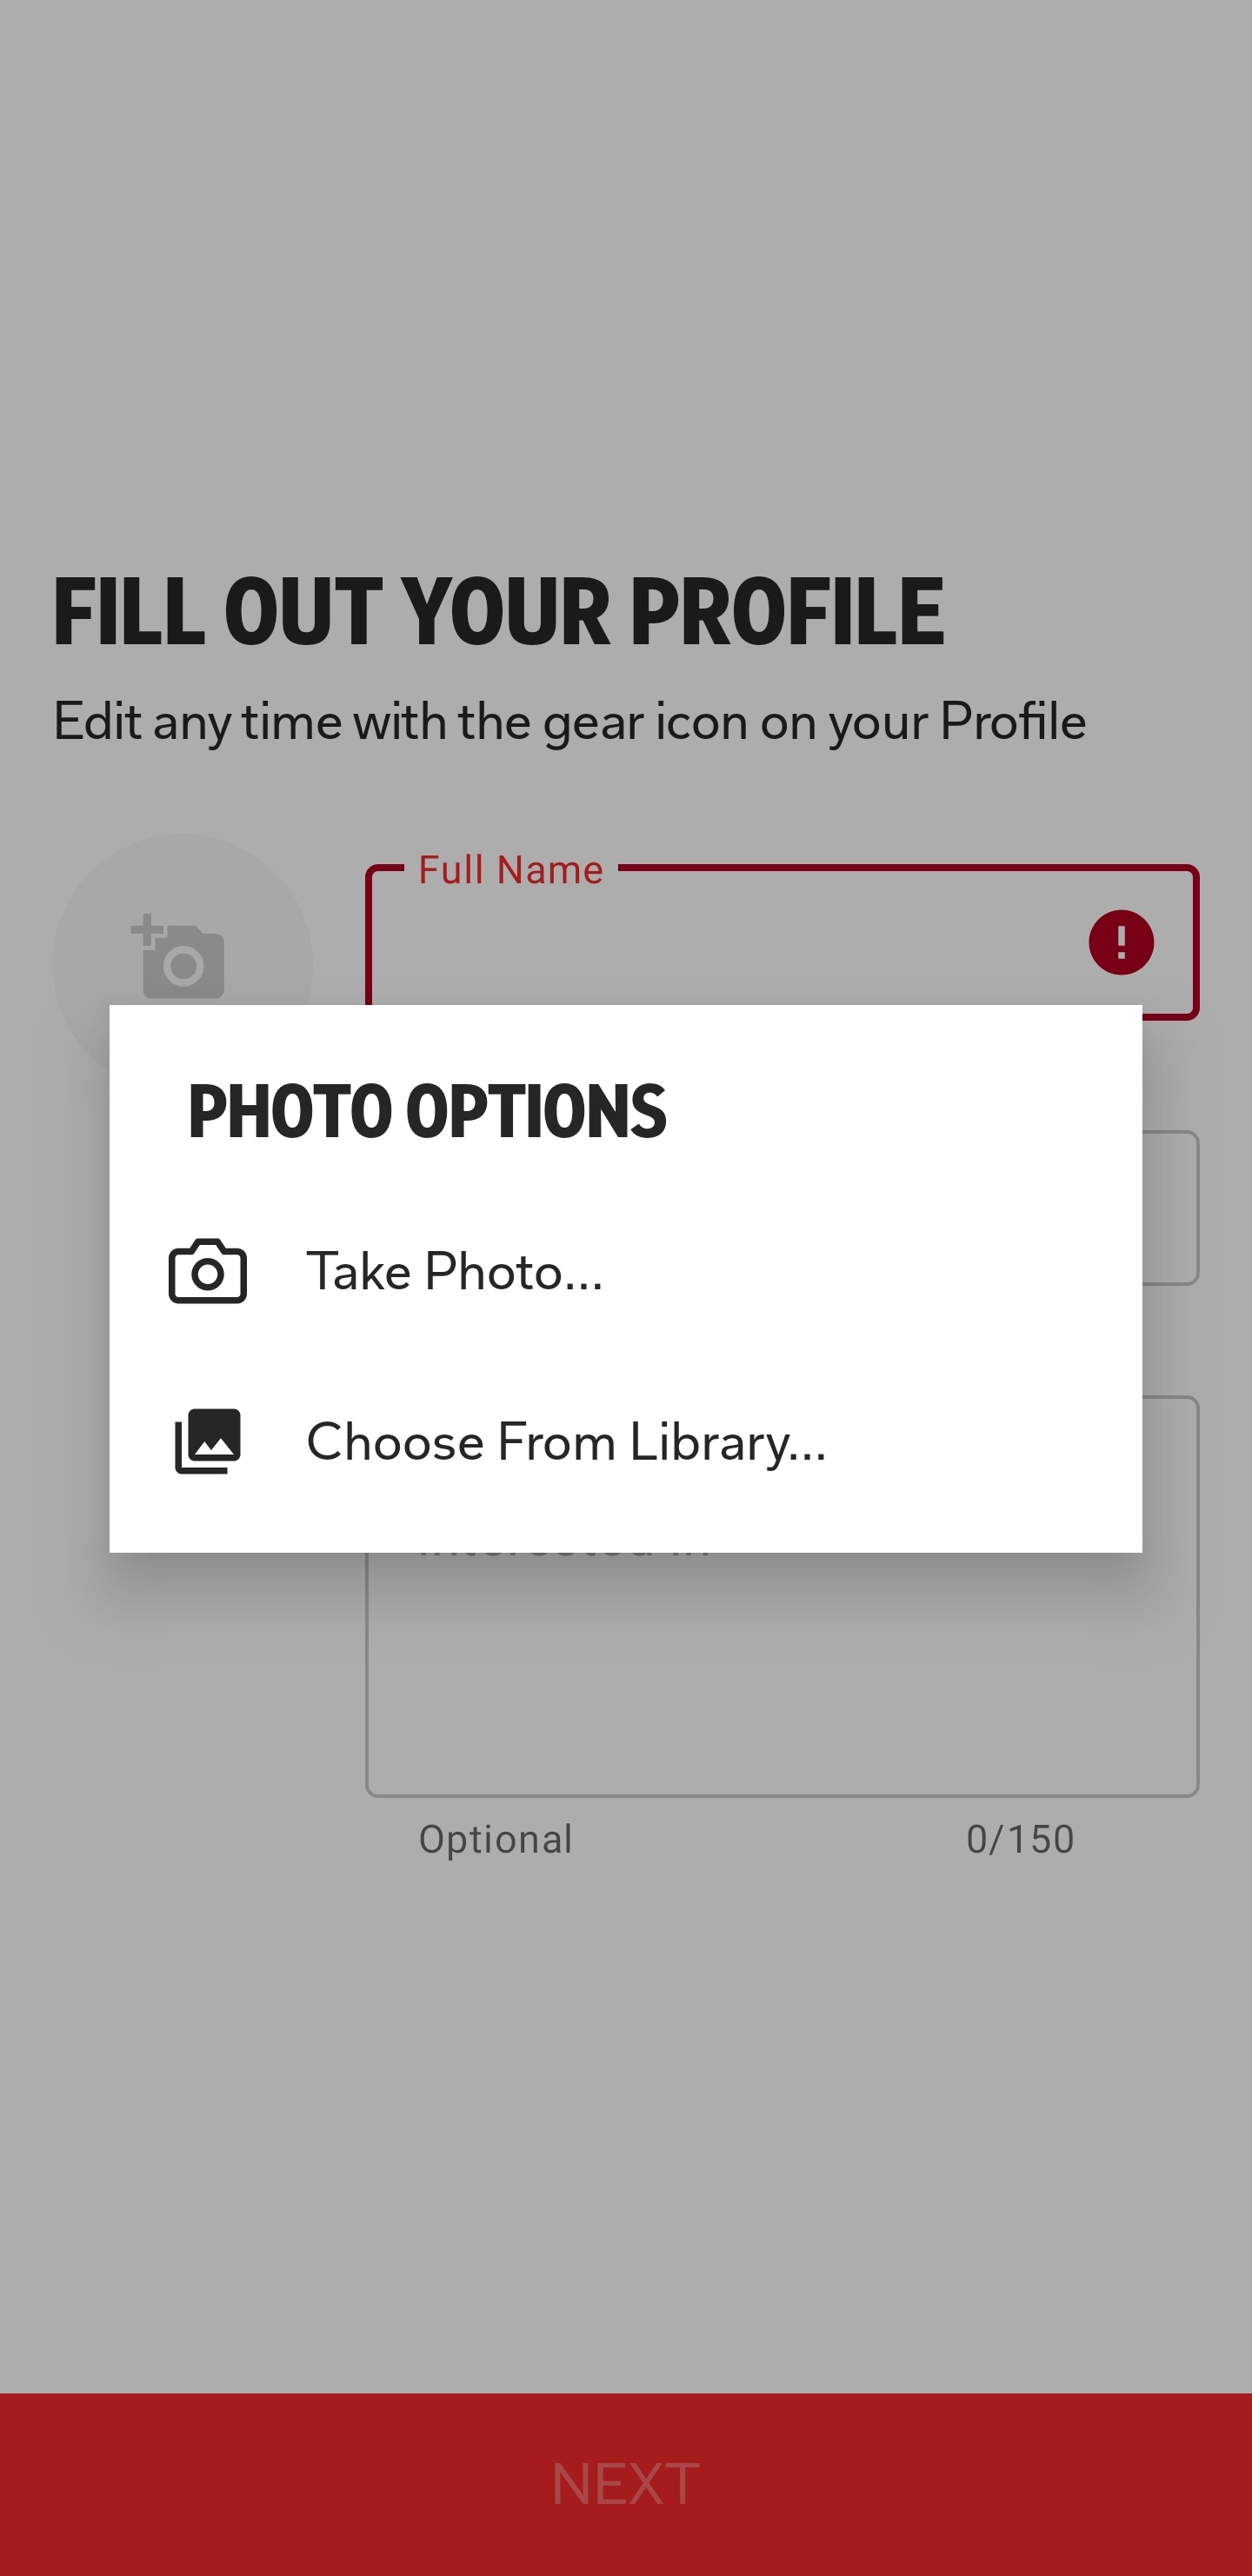 FILL OUT YOUR PROFILE
Edit any time with the gear icon on your Profile
Full Name
PHOTO OPTIONS
Take Photo...
Choose From Library...
Optional
0/150
NEXT